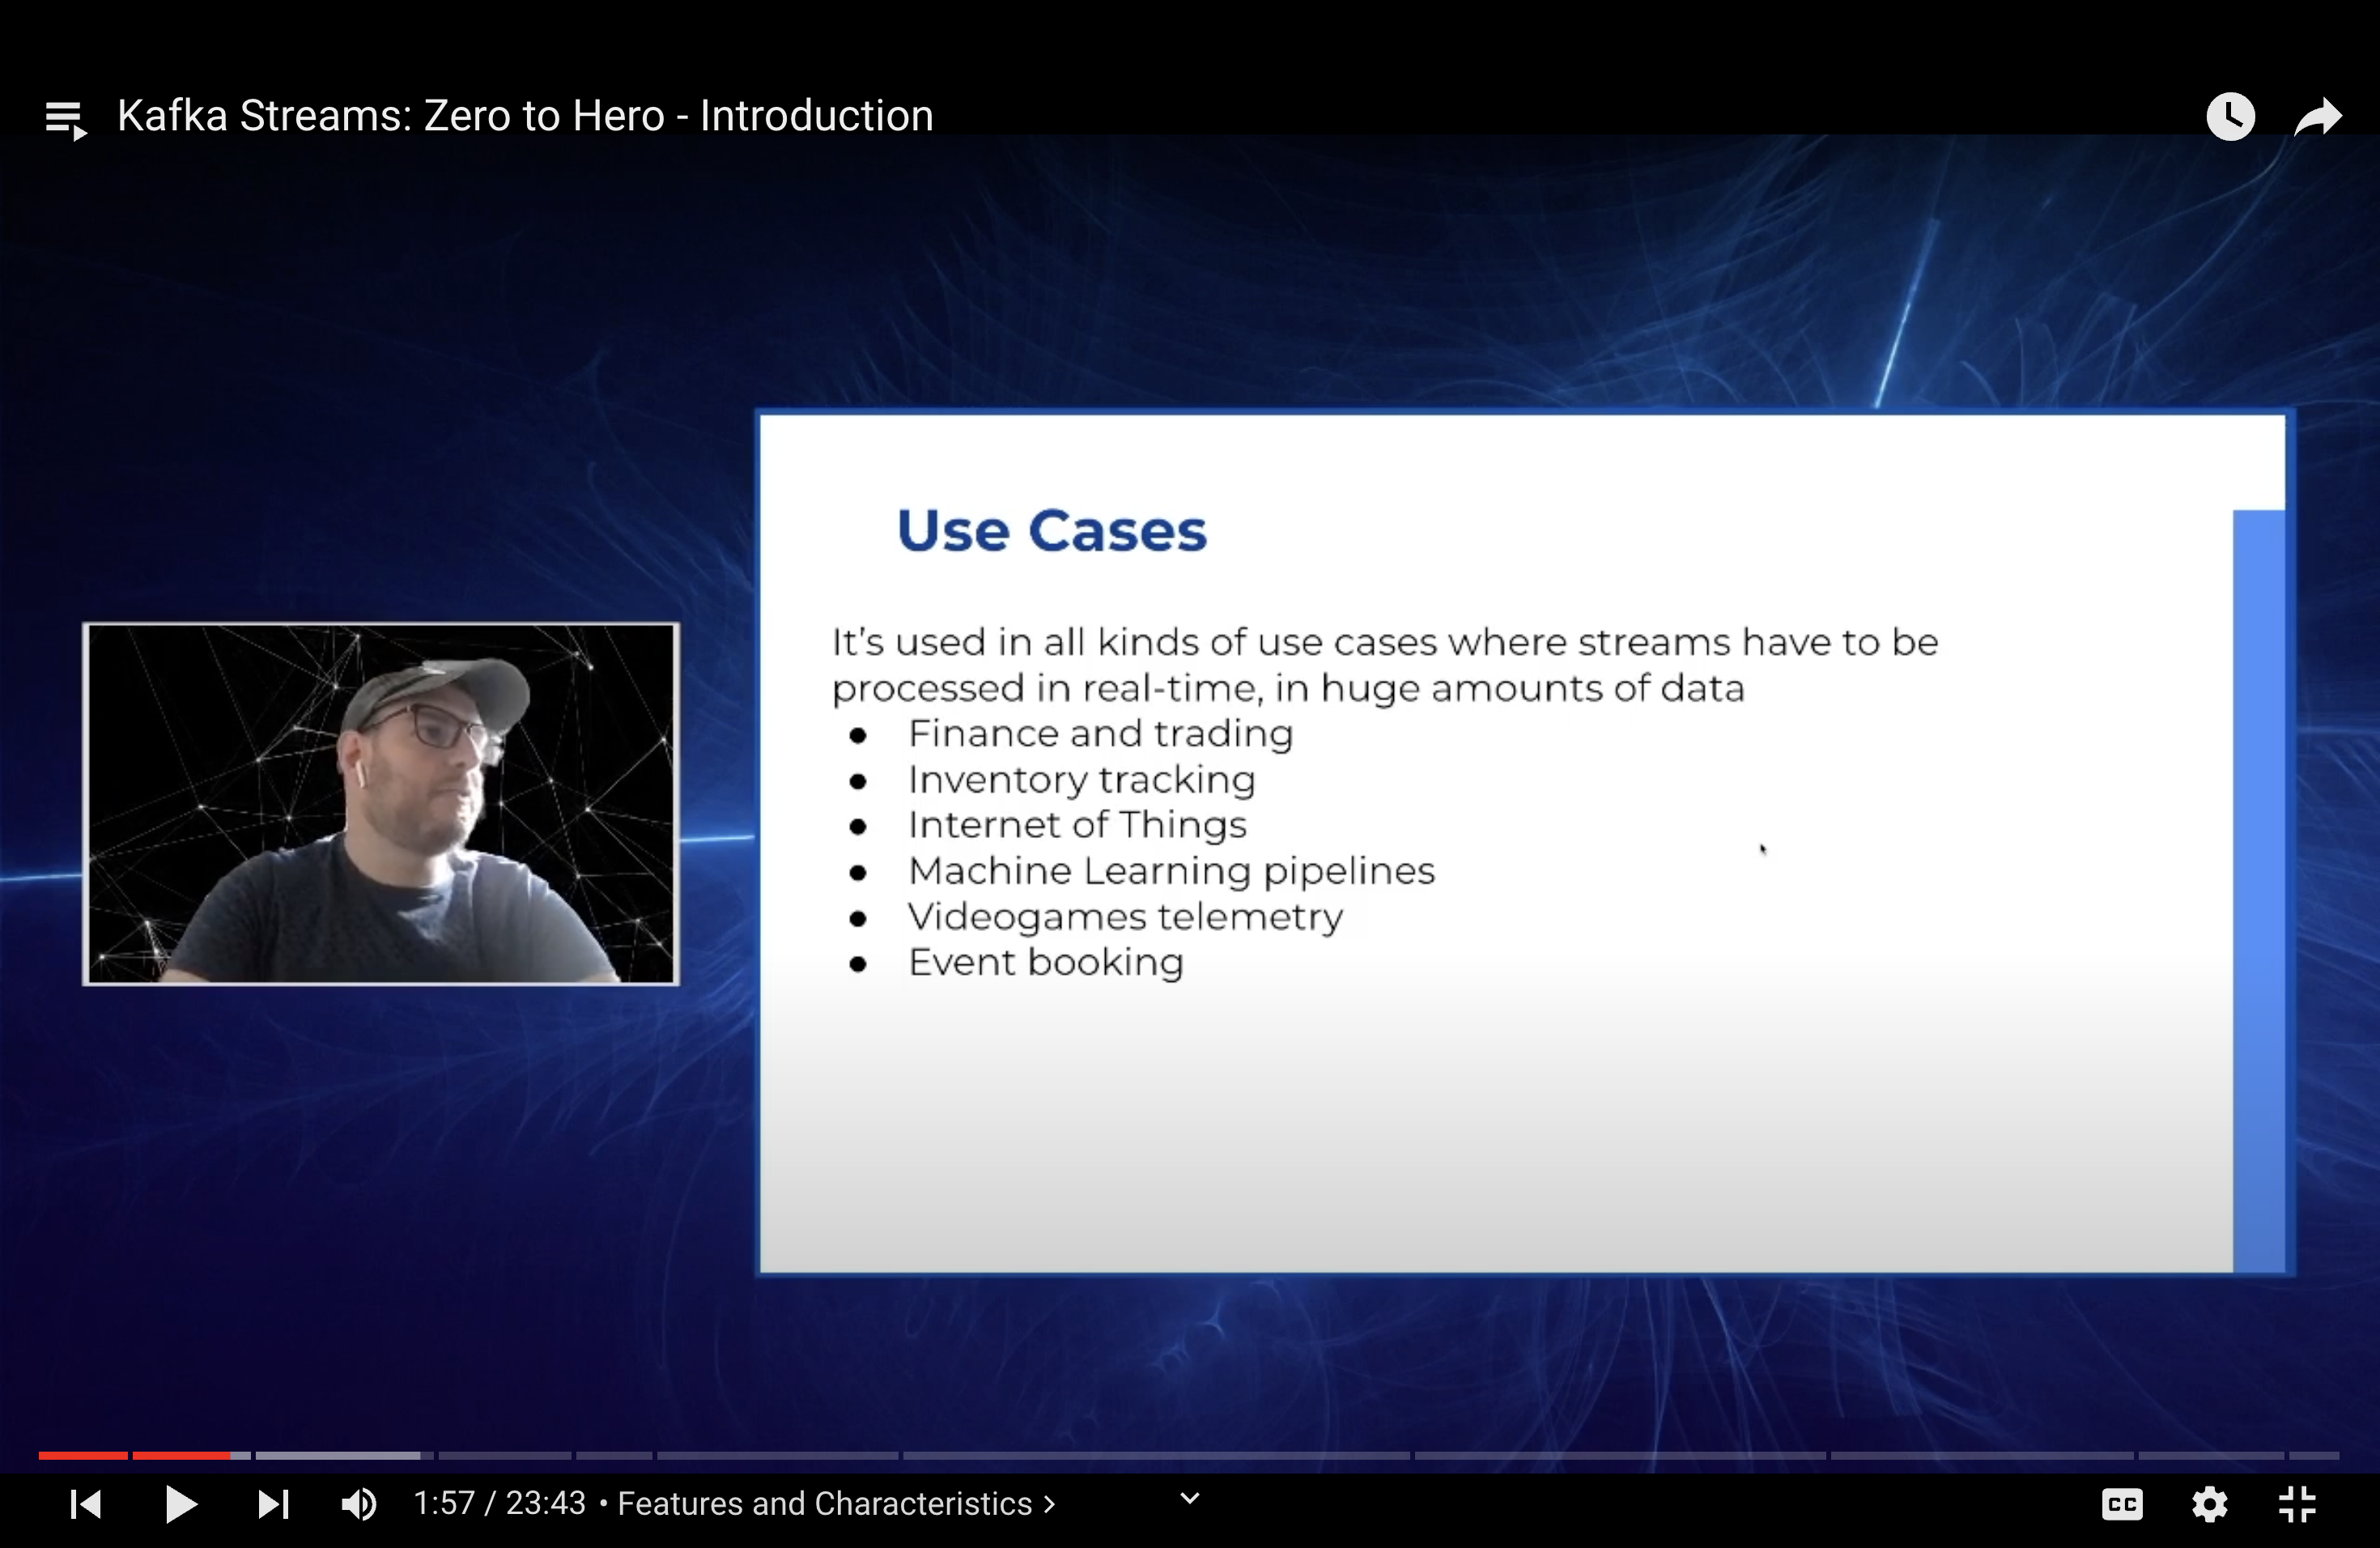 Kafka Streams: Zero to Hero - Introduction
Use Cases
It's used in all kinds of use cases where streams have to be
processed in real-time, in huge amounts of data
● Finance and trading
● Inventory tracking
● Internet of Things
● Machine Learning pipelines
● Videogames telemetry
● Event booking
1:57 / 23:43 • Features and Characteristics >
CC